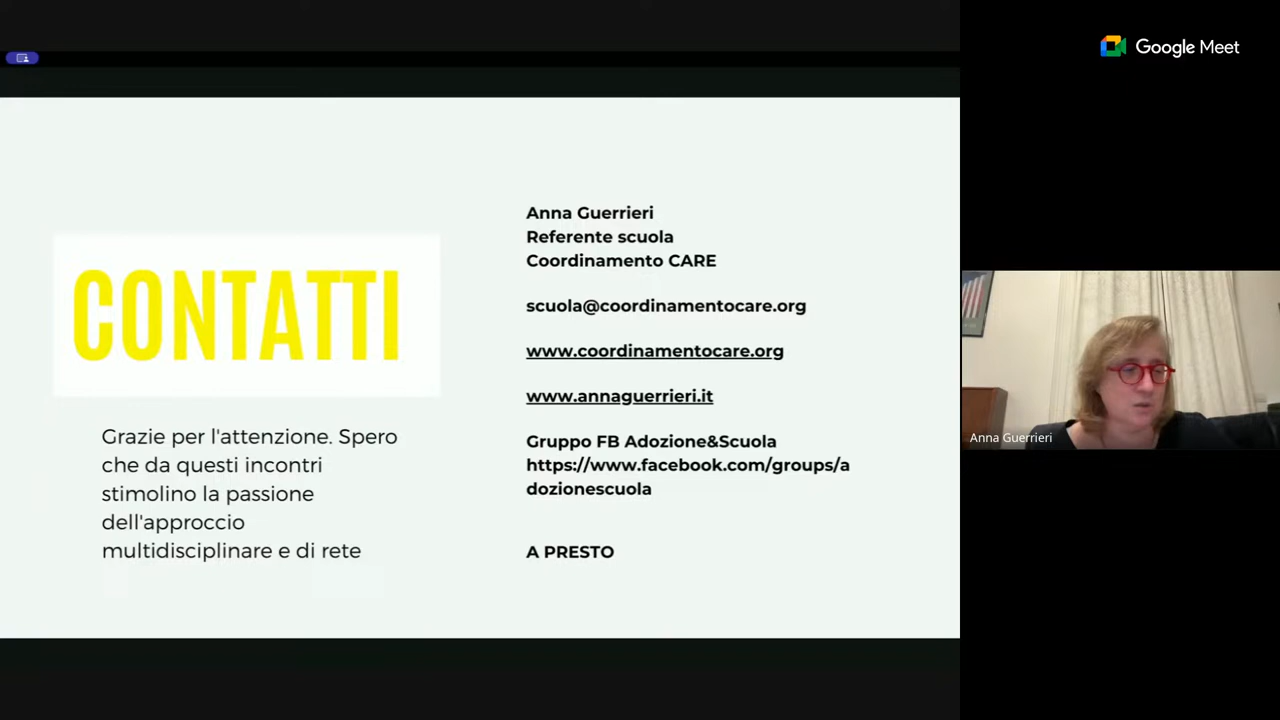 Google Meet
CONTATTI
Grazie per l'attenzione. Spero
che da questi incontri
stimolino la passione
dell'approccio
multidisciplinare e di rete
Anna Guerrieri
Referente scuola
Coordinamento CARE
scuola@coordinamentocare.org
www.coordinamentocare.org
www.annaguerrieri.it
Gruppo FB Adozione&Scuola
https://www.facebook.com/groups/a
dozionescuola
A PRESTO
Anna Guerrieri